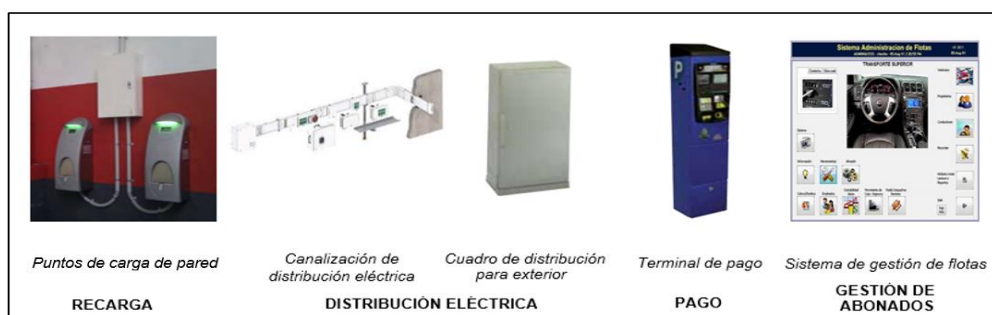 Sistema Administracion de Flotas
TRANSPORTE SUPERIOR
P
Puntos de carga de pared
Canalización de
distribución eléctrica
Cuadro de distribución
para exterior
Terminal de pago
Sistema de gestión de flotas
RECARGA
DISTRIBUCIÓN ELÉCTRICA
PAGO
GESTIÓN DE
ABONADOS